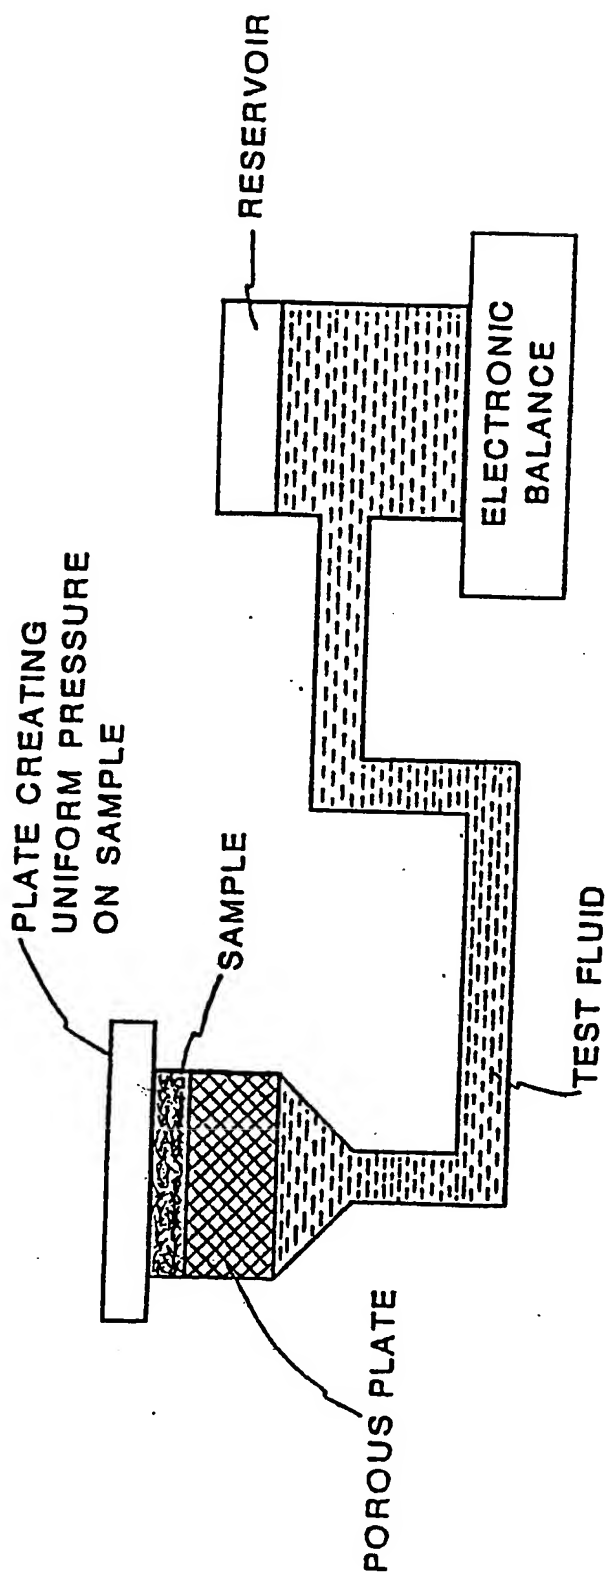 PLATE CREATING
UNIFORM PRESSURE
ON SAMPLE
SAMPLE
POROUS PLATE
TEST FLUID
RESERVOIR
ELECTRONIC
BALANCE